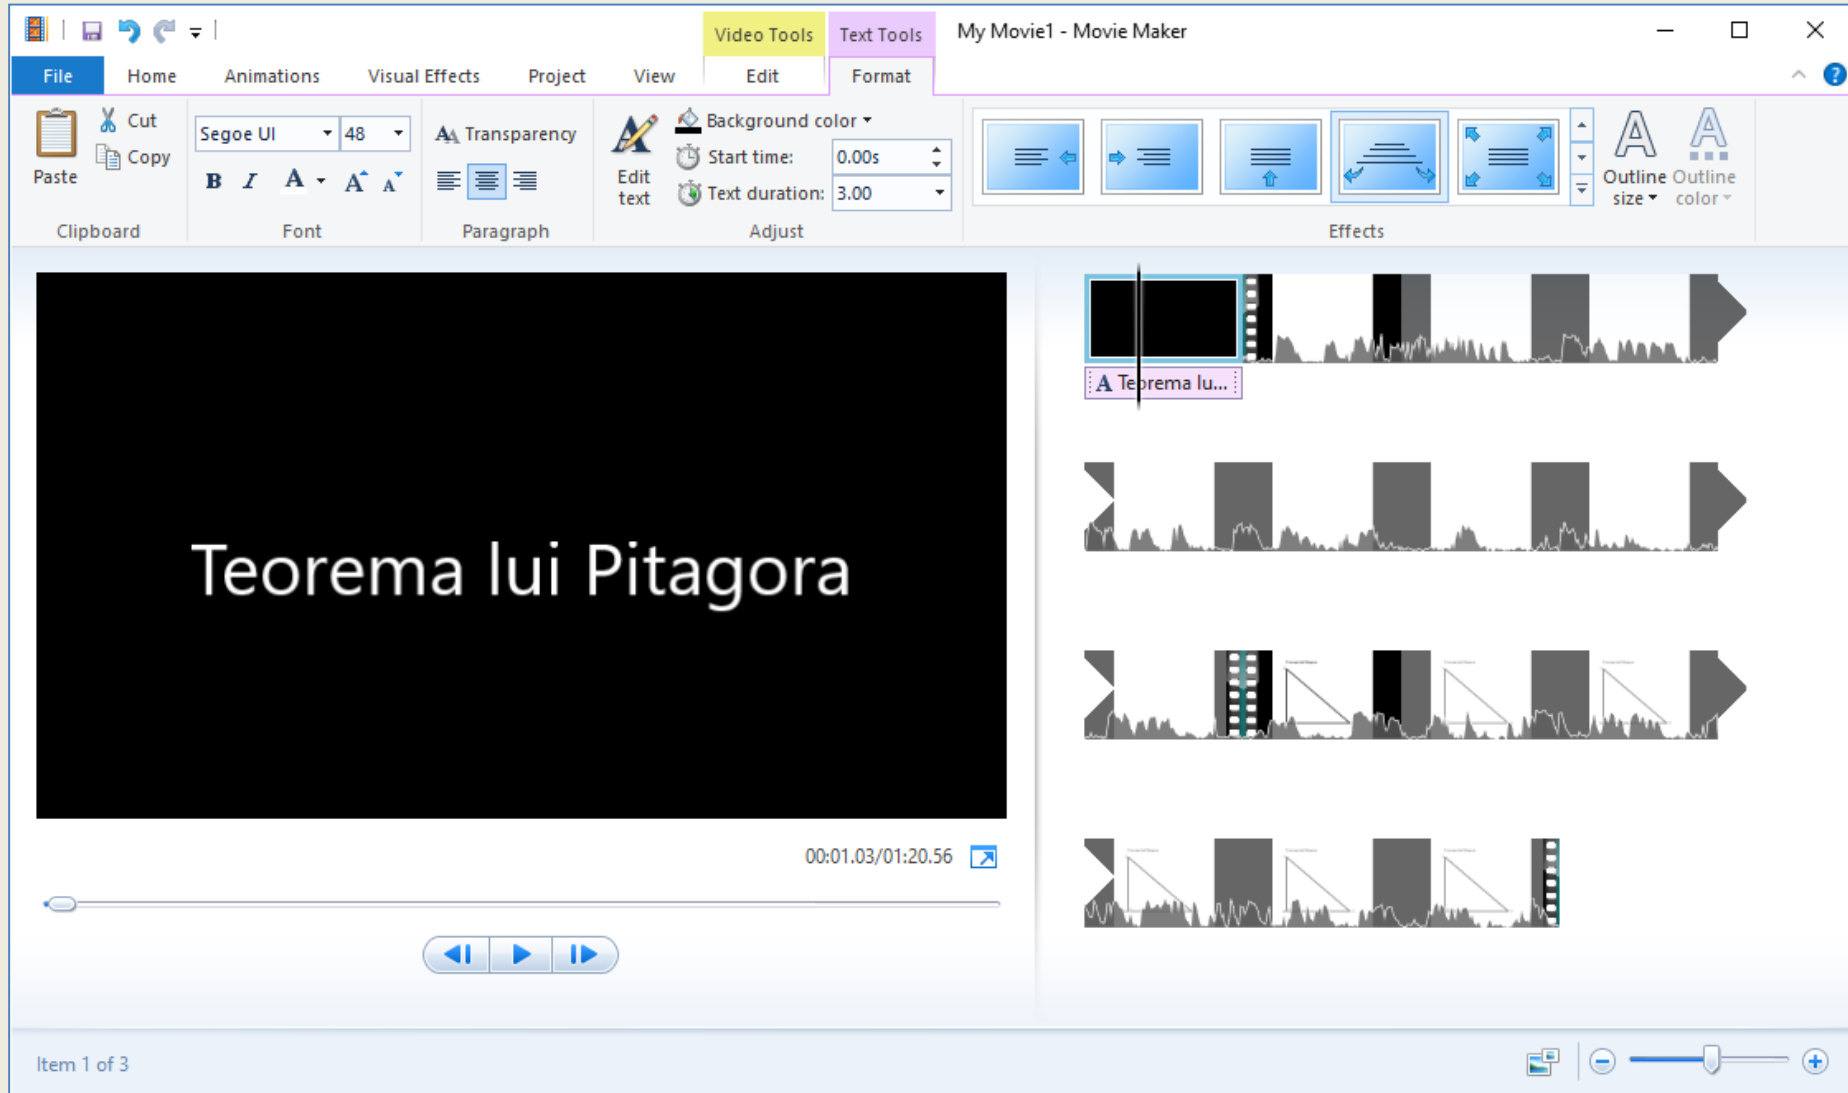 Video Tools
Text Tools
My Movie1 - Movie Maker
File
Home
Animations
Visual Effects
Project
View
Edit
Format
Paste
Cut
Copy
Clipboard
Segoe UI
48
B I A A A
Font
Transparency
Paragraph
Edit text
Background color
Start time: 0.00s
Text duration: 3.00
Adjust
Effects
Outline size
Outline color
Teorema lui Pitagora
A Teorema lu...
00:01.03/01:20.56
Item 1 of 3